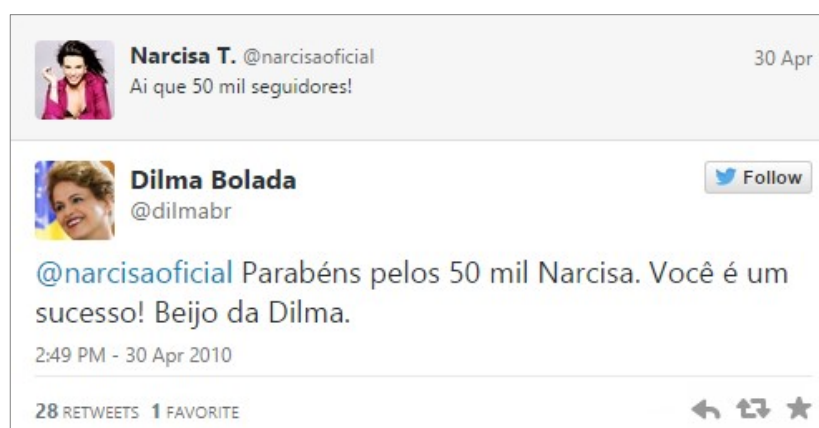 Narcisa T. @narcisaoficial 30 Apr
Ai que 50 mil seguidores!
Dilma Bolada Follow
@dilmabr
@narcisaoficial Parabéns pelos 50 mil Narcisa. Você é um
sucesso! Beijo da Dilma.
2:49 PM - 30 Apr 2010
28 RETWEETS 1 FAVORITE